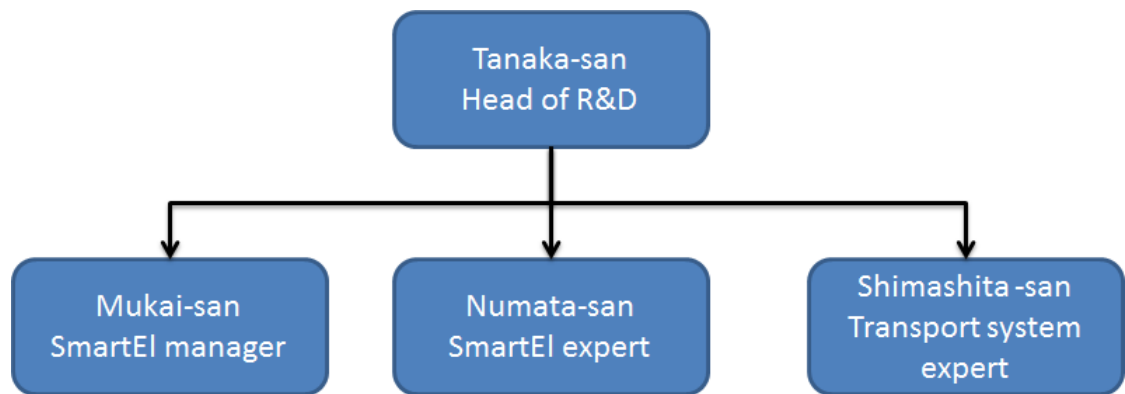 Tanaka-san
Head of R&D
Mukai-san
SmartEl manager
Numata-san
SmartEl expert
Shimashita -san
Transport system
expert